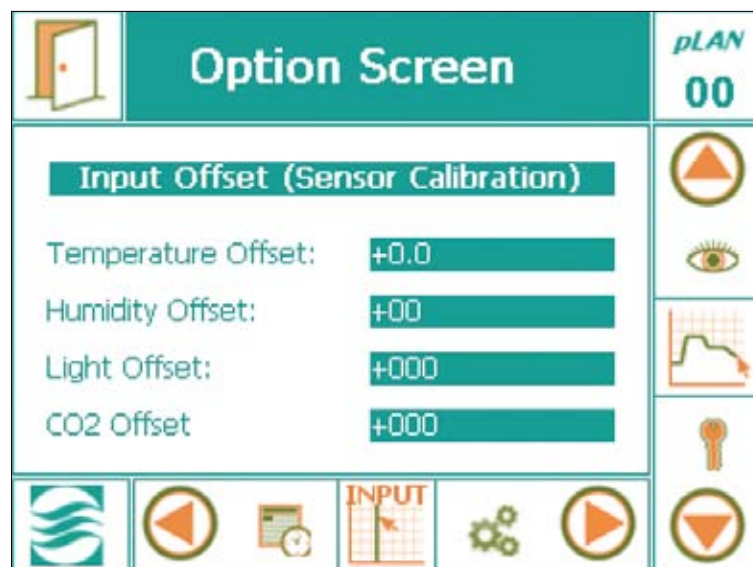 Option Screen
pLAN
00
Input Offset (Sensor Calibration)
Temperature Offset: +0.0
Humidity Offset: +00
Light Offset: +000
CO2 Offset +000
INPUT